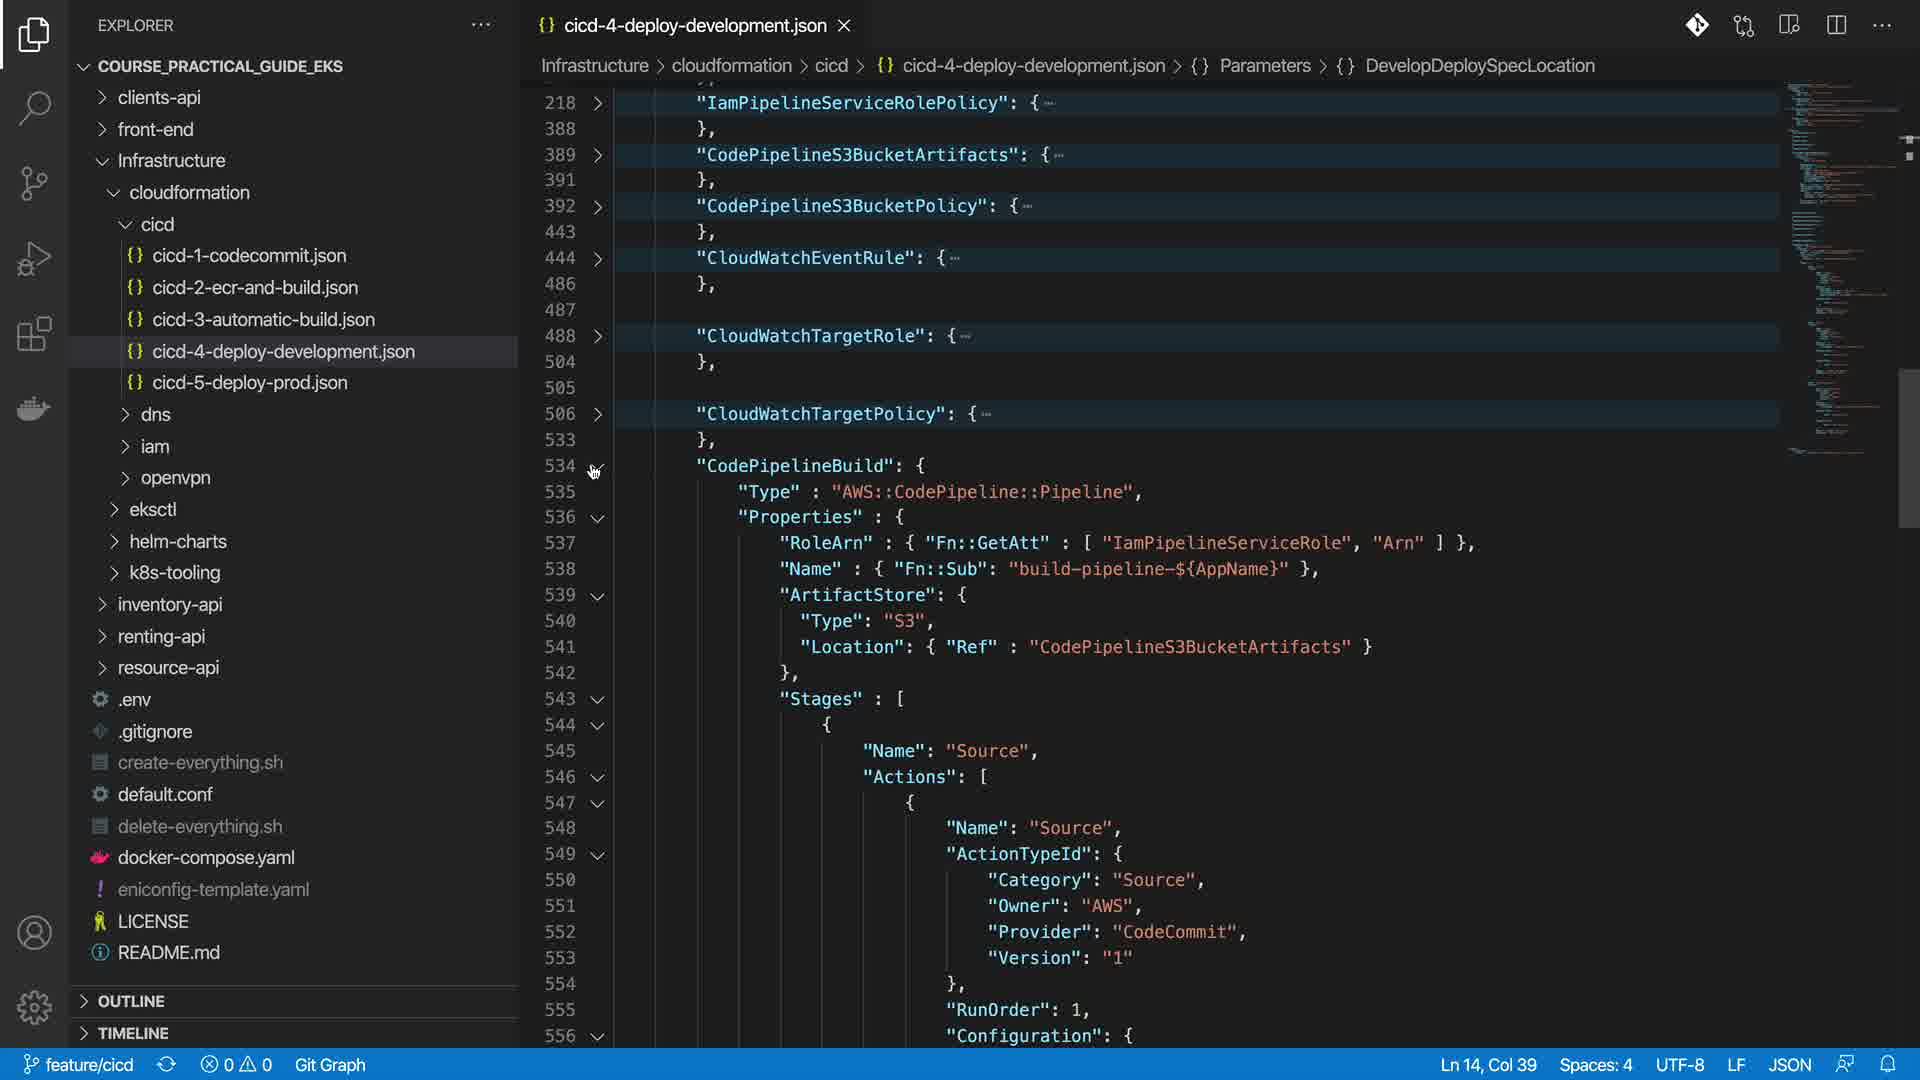 EXPLORER
COURSE_PRACTICAL_GUIDE_EKS
clients-api
front-end
Infrastructure
cloudformation
cicd
{} cicd-1-codecommit.json
{} cicd-2-ecr-and-build.json
{} cicd-3-automatic-build.json
{} cicd-4-deploy-development.json
{} cicd-5-deploy-prod.json
dns
iam
openvpn
eksctl
helm-charts
k8s-tooling
inventory-api
renting-api
resource-api
.env
.gitignore
create-everything.sh
default.conf
delete-everything.sh
docker-compose.yaml
! eniconfig-template.yaml
LICENSE
README.md
OUTLINE
TIMELINE
{} cicd-4-deploy-development.json
Infrastructure > cloudformation > cicd > {} cicd-4-deploy-development.json > {} Parameters > {} DevelopDeploySpecLocation
218 "IamPipelineServiceRolePolicy": {…
388 },
389 "CodePipelineS3BucketArtifacts": {…
391 },
392 "CodePipelineS3BucketPolicy": {…
443 },
444 "CloudWatchEventRule": {…
486 },
487
488 "CloudWatchTargetRole": {…
504 },
505
506 "CloudWatchTargetPolicy": {…
533 },
534 "CodePipelineBuild": {
535 "Type" : "AWS::CodePipeline::Pipeline",
536 "Properties" : {
537 "RoleArn" : { "Fn::GetAtt" : [ "IamPipelineServiceRole", "Arn" ] },
538 "Name" : { "Fn::Sub": "build-pipeline-${AppName}" },
539 "ArtifactStore": {
540 "Type": "S3",
541 "Location": { "Ref" : "CodePipelineS3BucketArtifacts" }
542 },
543 "Stages" : [
544 {
545 "Name": "Source",
546 "Actions": [
547 {
548 "Name": "Source",
549 "ActionTypeId": {
550 "Category": "Source",
551 "Owner": "AWS",
552 "Provider": "CodeCommit",
553 "Version": "1"
554 },
555 "RunOrder": 1,
556 "Configuration": {
feature/cicd 0 0 Git Graph Ln 14, Col 39 Spaces: 4 UTF-8 LF JSON